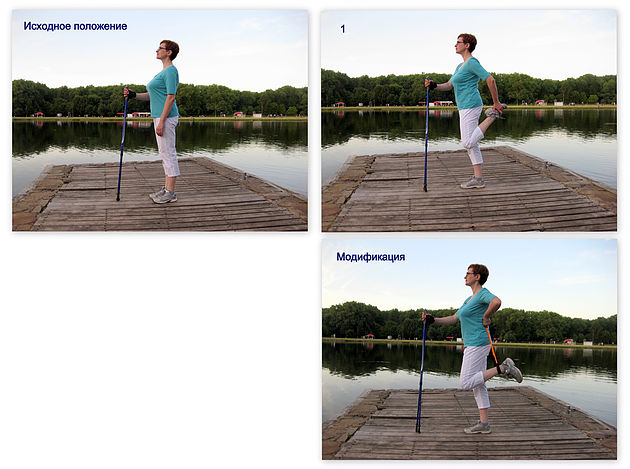 Исходное положение
1
Модификация